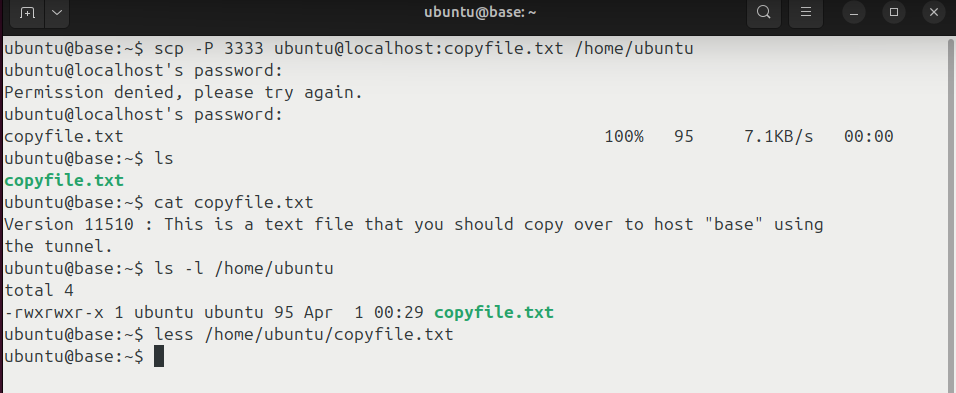 ubuntu@base: ~
ubuntu@base:~$ scp -P 3333 ubuntu@localhost:copyfile.txt /home/ubuntu
ubuntu@localhost's password:
Permission denied, please try again.
ubuntu@localhost's password:
copyfile.txt 100% 95 7.1KB/s 00:00
ubuntu@base:~$ ls
copyfile.txt
ubuntu@base:~$ cat copyfile.txt
Version 11510 : This is a text file that you should copy over to host "base" using
the tunnel.
ubuntu@base:~$ ls -l /home/ubuntu
total 4
-rwxrwxr-x 1 ubuntu ubuntu 95 Apr  1 00:29 copyfile.txt
ubuntu@base:~$ less /home/ubuntu/copyfile.txt
ubuntu@base:~$